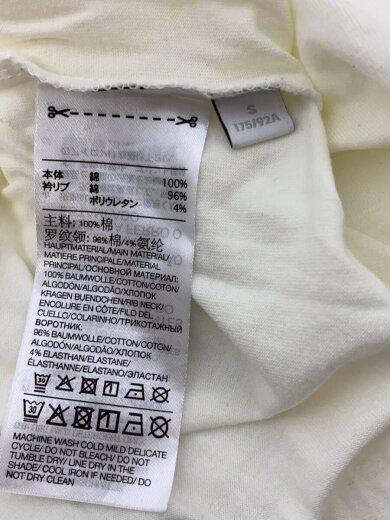 S
175/92A
本体 綿 100%
衿リブ 綿 96%
ポリウレタン 4%
主料: 100%棉
罗纹领: 96%棉/4%氨纶
HAUPTMATERIAL/MAIN MATERIAL
MATIERE PRINCIPALE/MATERIAL
PRINCIPAL/ОСНОВНОЙ МАТЕРИАЛ:
100% BAUMWOLLE/COTTON/COTON/
ALGODÓN/ALGODÃO/ХЛОПОК
KRAGEN BUENDCHEN/RIB NECK/
ENCOLURE EN CÔTE/FILO DEL
CUELLO/COLARINHO/ТРИКОТАЖНЫЙ
ВОРОТНИК:
96% BAUMWOLLE/COTTON/COTON/
ALGODÓN/ALGODÃO/ХЛОПОК
4% ELASTHAN/ELASTANE/
ÉLASTHANNE/ELASTANO/ЭЛАСТАН
30
30
MACHINE WASH COLD MILD DELICATE
CYCLE/ DO NOT BLEACH/ DO NOT
TUMBLE DRY/ LINE DRY IN THE
SHADE/ COOL IRON IF NEEDED/ DO
NOT DRY CLEAN